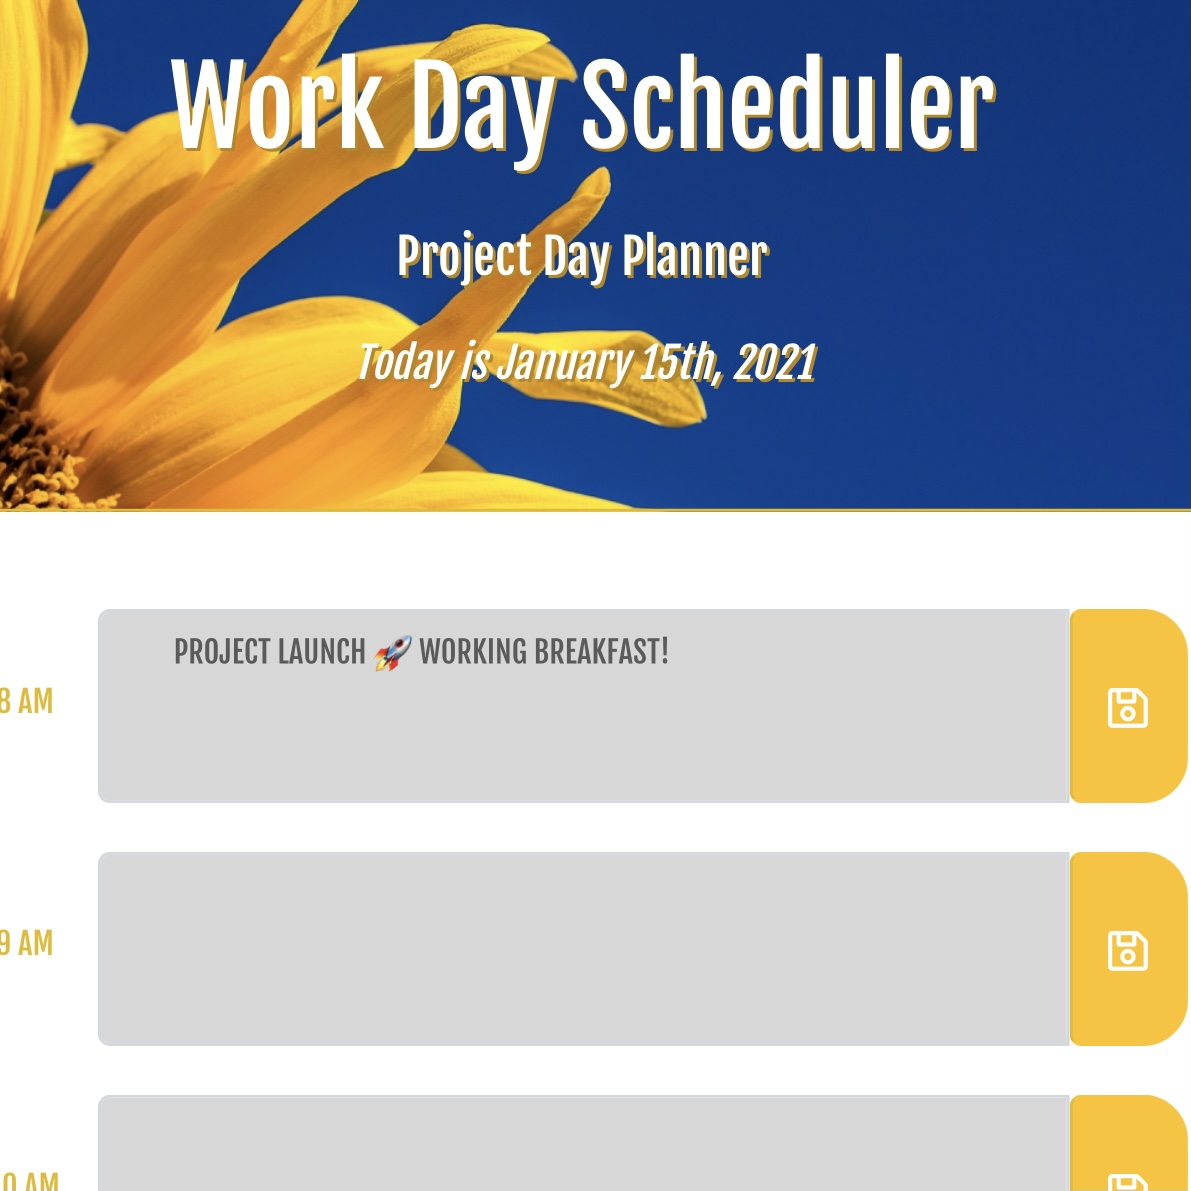 Work Day Scheduler
Project Day Planner
Today is January 15th, 2021
PROJECT LAUNCH 🚀 WORKING BREAKFAST!
8 AM
9 AM
0 AM